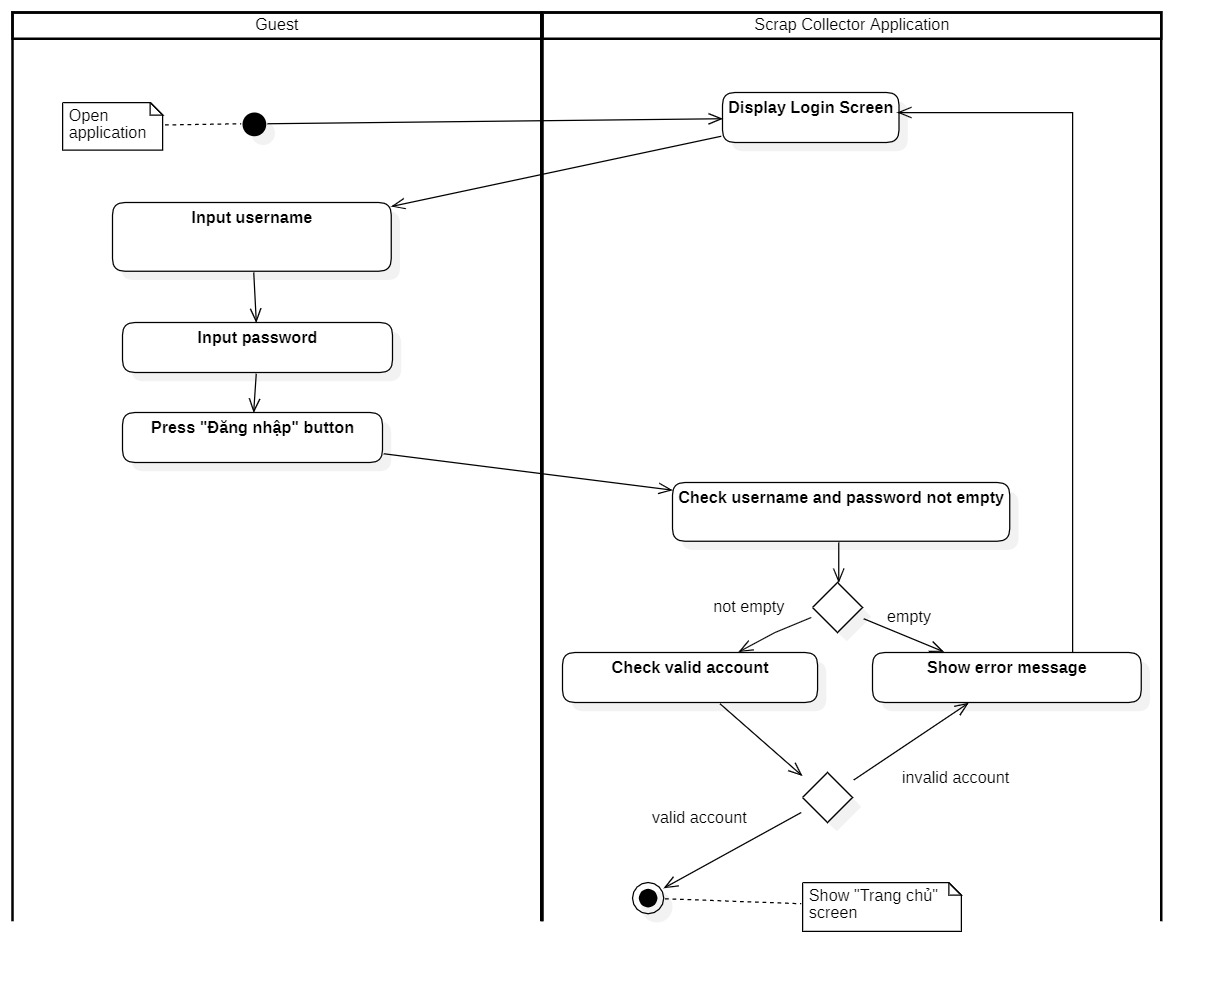 Guest
Scrap Collector Application
Open
application
Display Login Screen
Input username
Input password
Press "Đăng nhập" button
Check username and password not empty
not empty
empty
Check valid account
Show error message
invalid account
valid account
Show "Trang chủ"
screen